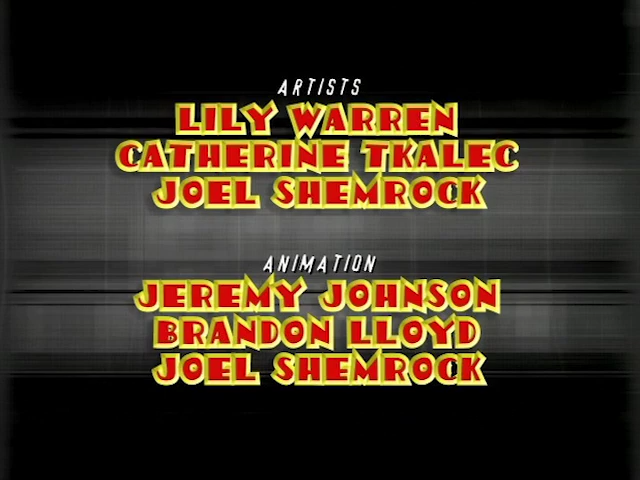 ARTISTS
LILY WARREN
CATHERINE TKALEC
JOEL SHEMROCK
ANIMATION
JEREMY JOHNSON
BRANDON LLOYD
JOEL SHEMROCK